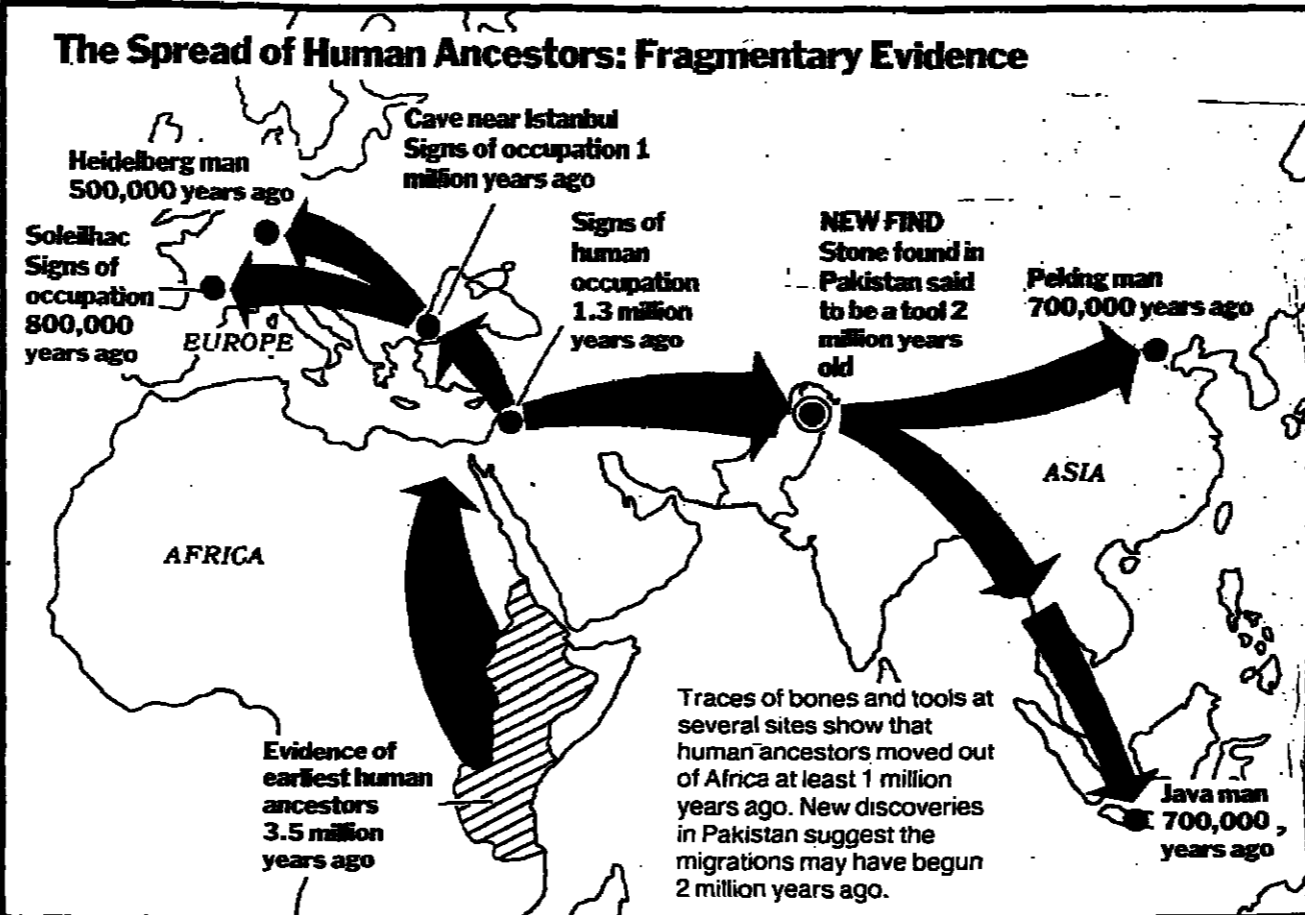 The Spread of Human Ancestors: Fragmentary Evidence
Cave near Istanbul
Signs of occupation 1
million years ago
Heidelberg man
500,000 years ago
Soleilhac
Signs of
occupation
800,000
years ago
Signs of
human
occupation
1.3 million
years ago
NEW FIND
Stone found in
Pakistan said
to be a tool 2
million years
old
Peking man
700,000 years ago
EUROPE
ASIA
AFRICA
Evidence of
earliest human
ancestors
3.5 million
years ago
Traces of bones and tools at
several sites show that
human ancestors moved out
of Africa at least 1 million
years ago. New discoveries
in Pakistan suggest the
migrations may have begun
2 million years ago.
Java man
700,000
years ago